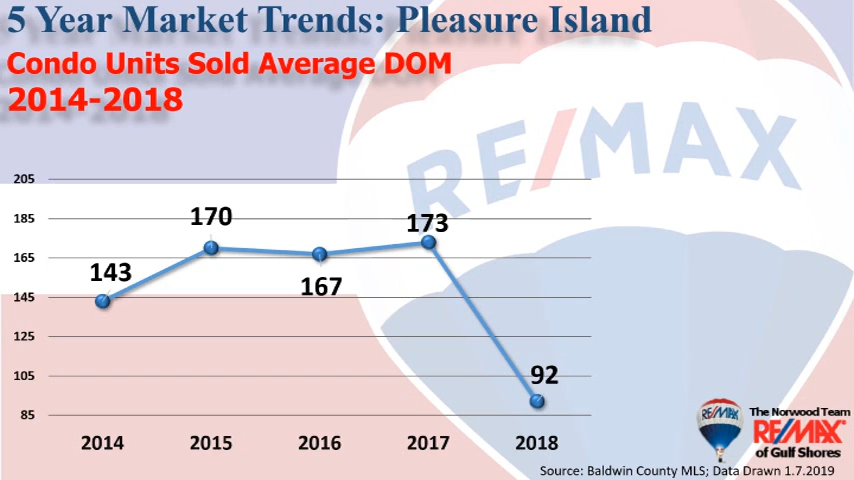 5 Year Market Trends: Pleasure Island
Condo Units Sold Average DOM
2014-2018
RE/MAX
205
185
165
145
125
105
85
143
170
167
173
92
2014 2015 2016 2017 2018
RE/MAX
The Norwood Team
RE/MAX
of Gulf Shores
Source: Baldwin County MLS; Data Drawn 1.7.2019